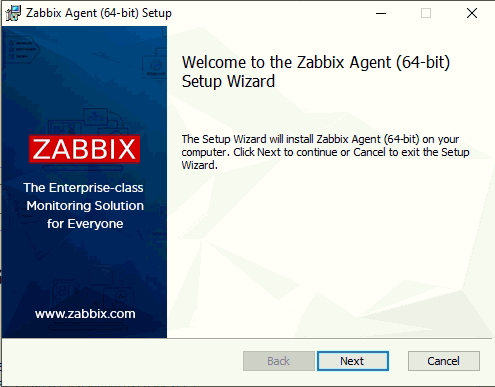 Zabbix Agent (64-bit) Setup
Welcome to the Zabbix Agent (64-bit)
Setup Wizard
The Setup Wizard will install Zabbix Agent (64-bit) on your
computer. Click Next to continue or Cancel to exit the Setup
Wizard.
ZABBIX
The Enterprise-class
Monitoring Solution
for Everyone
www.zabbix.com
Back
Next
Cancel